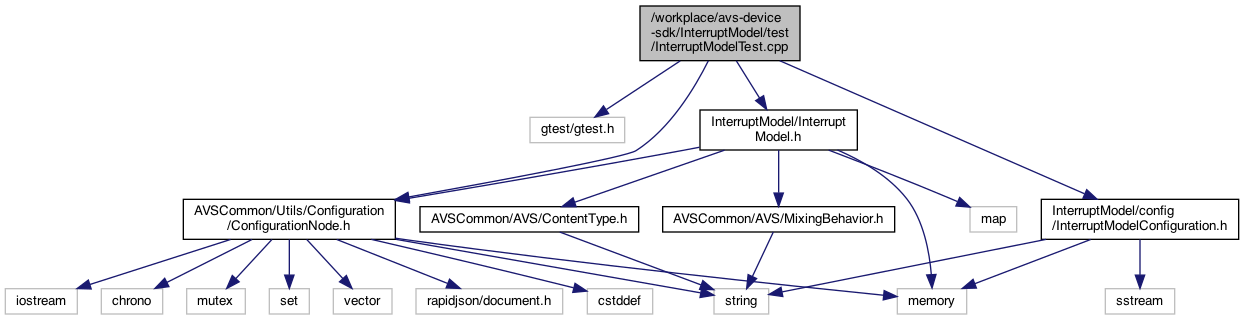 /workplace/avs-device
-sdk/InterruptModel/test
/InterruptModelTest.cpp
gtest/gtest.h
InterruptModel/Interrupt
Model.h
AVSCommon/Utils/Configuration
/ConfigurationNode.h
AVSCommon/AVS/ContentType.h
AVSCommon/AVS/MixingBehavior.h
map
InterruptModel/config
/InterruptModelConfiguration.h
iostream
chrono
mutex
set
vector
rapidjson/document.h
cstddef
string
memory
sstream